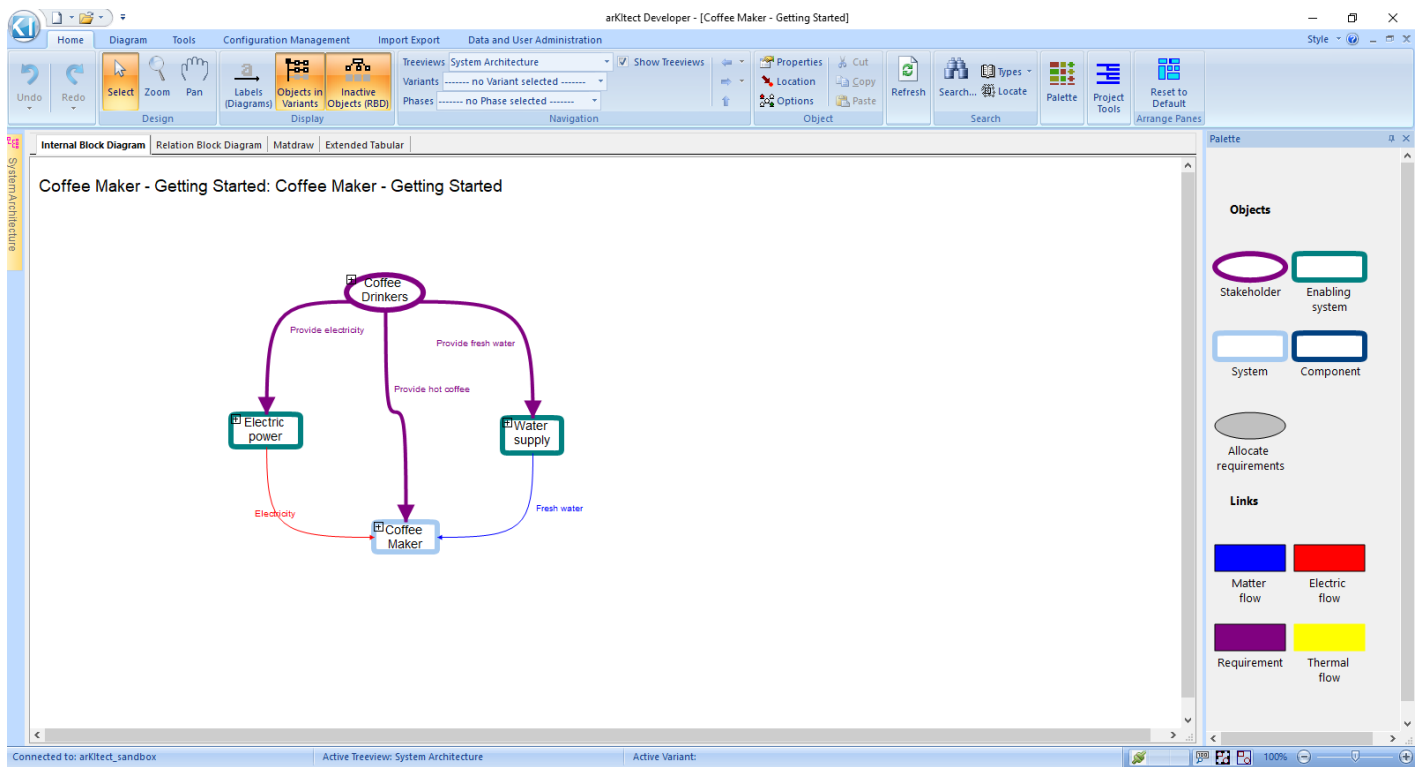 arKItect Developer - [Coffee Maker - Getting Started]
KI
Home Diagram Tools Configuration Management Import Export Data and User Administration Style
Undo
Redo
Select
Zoom
Pan
Design
a
Labels
(Diagrams)
Objects in
Variants
Inactive
Objects (RBD)
Display
Treeviews System Architecture Show Treeviews
Variants ------- no Variant selected -------
Phases ------- no Phase selected -------
Navigation
Properties
Location
Options
Cut
Copy
Paste
Object
Refresh
Search...
Types
Locate
Search
Palette
Project
Tools
Reset to
Default
Arrange Panes
System Architecture
Internal Block Diagram Relation Block Diagram Matdraw Extended Tabular
Coffee Maker - Getting Started: Coffee Maker - Getting Started
Coffee
Drinkers
Provide electricity
Provide fresh water
Provide hot coffee
Electric
power
Water
supply
Electricity
Fresh water
Coffee
Maker
Palette
Objects
Stakeholder
Enabling
system
System
Component
Allocate
requirements
Links
Matter
flow
Electric
flow
Requirement
Thermal
flow
Connected to: arKItect_sandbox Active Treeview: System Architecture Active Variant: 100%